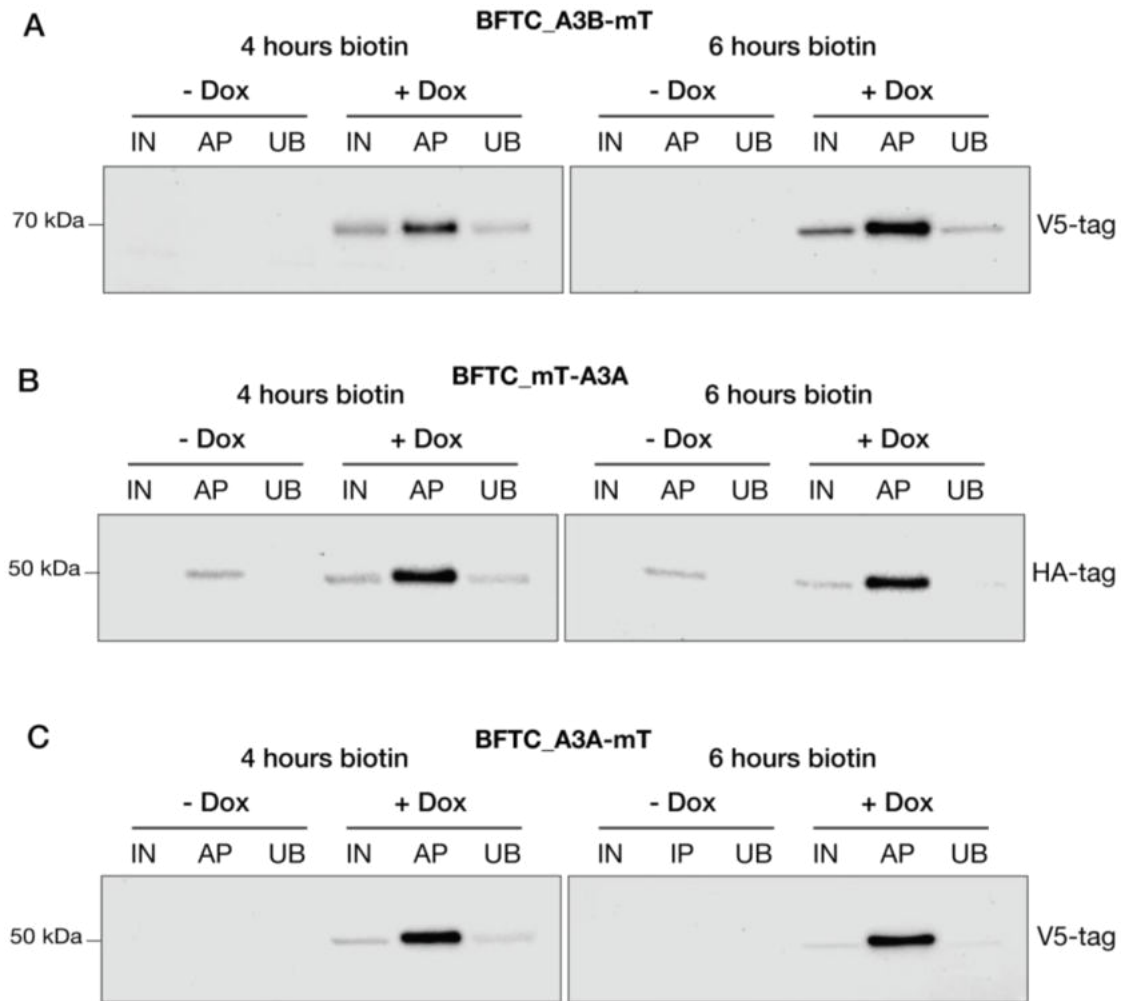 A
BFTC_A3B-mT
4 hours biotin 6 hours biotin
- Dox + Dox - Dox + Dox
IN AP UB IN AP UB IN AP UB IN AP UB
70 kDa
V5-tag
B
BFTC_mT-A3A
4 hours biotin 6 hours biotin
- Dox + Dox - Dox + Dox
IN AP UB IN AP UB IN AP UB IN AP UB
50 kDa
HA-tag
C
BFTC_A3A-mT
4 hours biotin 6 hours biotin
- Dox + Dox - Dox + Dox
IN AP UB IN AP UB IN IP UB IN AP UB
50 kDa
V5-tag